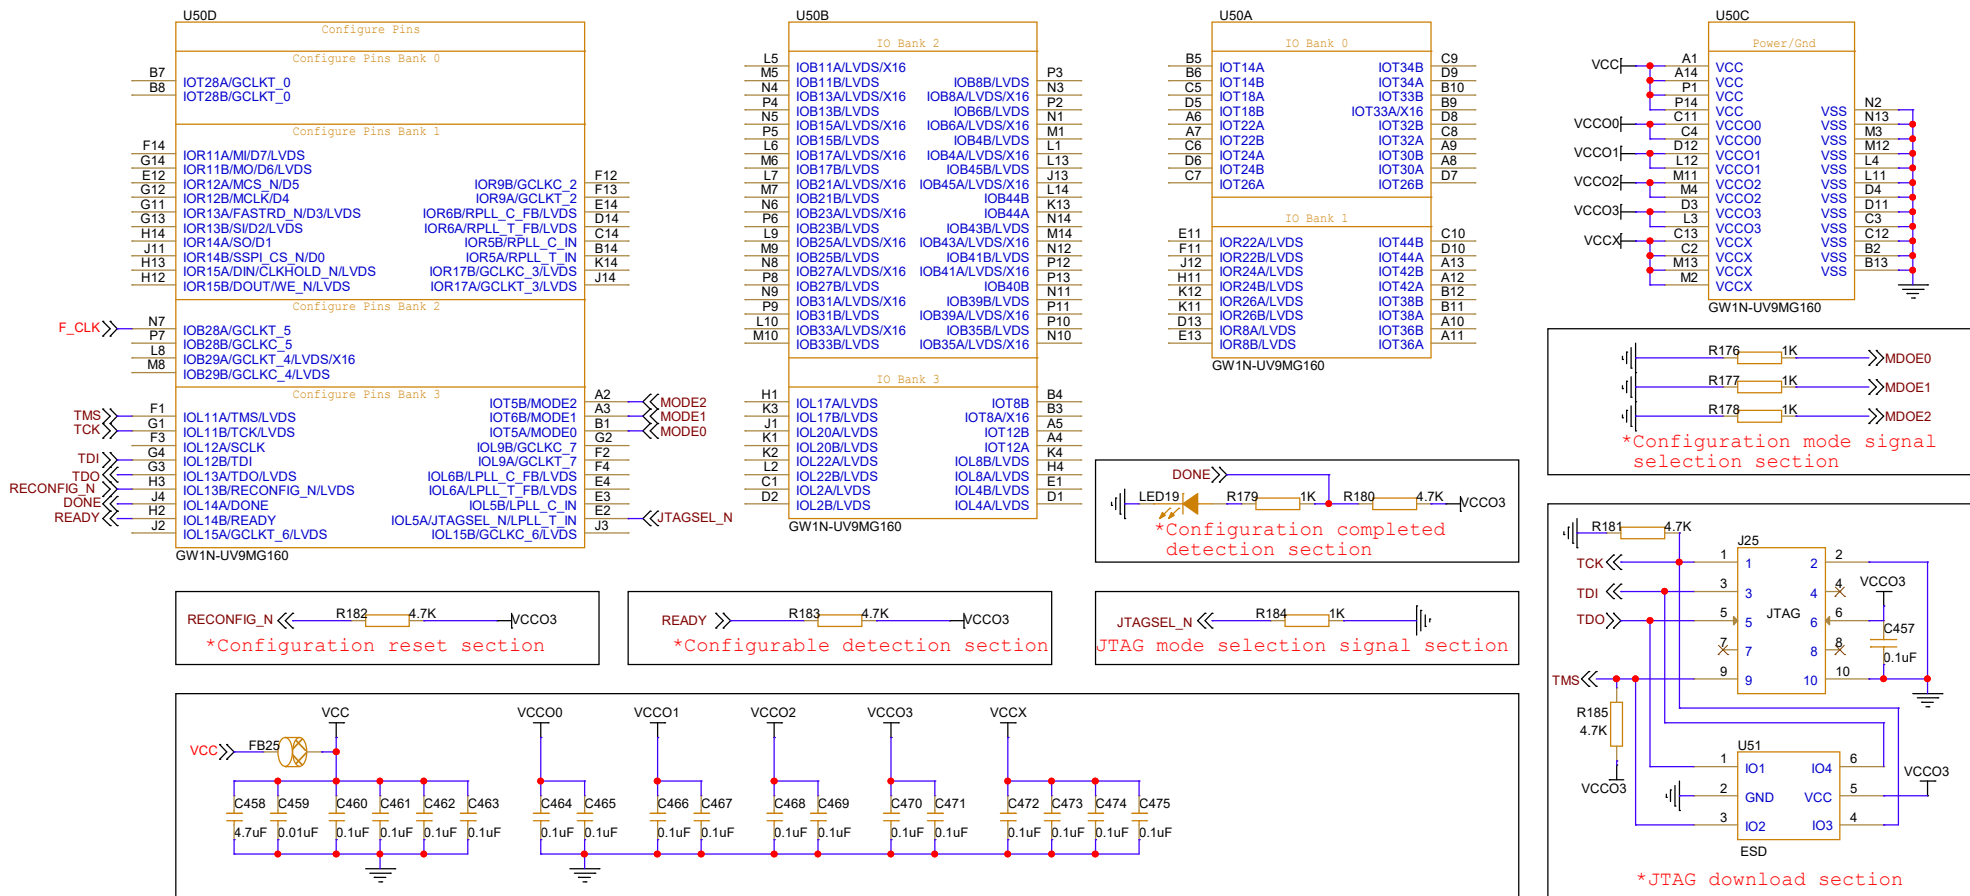 U50D
Configure Pins
Configure Pins Bank 0
B7 IOT28A/GCLKT_0
B8 IOT28B/GCLKT_0
Configure Pins Bank 1
F14 IOR11A/MI/D7/LVDS
G14 IOR11B/MO/D6/LVDS
E12 IOR12A/MCS_N/D5 IOR9B/GCLKC_2 F12
G12 IOR12B/MCLK/D4 IOR9A/GCLKT_2 F13
G11 IOR13A/FASTRD_N/D3/LVDS IOR6B/RPLL_C_FB/LVDS E14
G13 IOR13B/SI/D2/LVDS IOR6A/RPLL_T_FB/LVDS D14
H14 IOR14A/SO/D1 IOR5B/RPLL_C_IN C14
J11 IOR14B/SSPI_CS_N/D0 IOR5A/RPLL_T_IN B14
H13 IOR15A/DIN/CLKHOLD_N/LVDS IOR17B/GCLKC_3/LVDS K14
H12 IOR15B/DOUT/WE_N/LVDS IOR17A/GCLKT_3/LVDS J14
Configure Pins Bank 2
F_CLK N7 IOB28A/GCLKT_5
P7 IOB28B/GCLKC_5
L8 IOB29A/GCLKT_4/LVDS/X16
M8 IOB29B/GCLKC_4/LVDS
Configure Pins Bank 3
IOT5B/MODE2 A2 MODE2
TMS F1 IOL11A/TMS/LVDS IOT6B/MODE1 A3 MODE1
TCK G1 IOL11B/TCK/LVDS IOT5A/MODE0 B1 MODE0
F3 IOL12A/SCLK IOL9B/GCLKC_7 G2
TDI G4 IOL12B/TDI IOL9A/GCLKT_7 F2
TDO G3 IOL13A/TDO/LVDS IOL6B/LPLL_C_FB/LVDS F4
RECONFIG_N H3 IOL13B/RECONFIG_N/LVDS IOL6A/LPLL_T_FB/LVDS E4
DONE J4 IOL14A/DONE IOL5B/LPLL_C_IN E3
READY H2 IOL14B/READY IOL5A/JTAGSEL_N/LPLL_T_IN E2 JTAGSEL_N
J2 IOL15A/GCLKT_6/LVDS IOL15B/GCLKC_6/LVDS J3
GW1N-UV9MG160
U50B
IO Bank 2
L5 IOB11A/LVDS/X16
M5 IOB11B/LVDS IOB8B/LVDS P3
N4 IOB13A/LVDS/X16 IOB8A/LVDS/X16 N3
P4 IOB13B/LVDS IOB6B/LVDS P2
N5 IOB15A/LVDS/X16 IOB6A/LVDS/X16 N1
P5 IOB15B/LVDS IOB4B/LVDS M1
L6 IOB17A/LVDS/X16 IOB4A/LVDS/X16 L1
M6 IOB17B/LVDS IOB45B/LVDS L13
L7 IOB21A/LVDS/X16 IOB45A/LVDS/X16 J13
M7 IOB21B/LVDS IOB44B L14
N6 IOB23A/LVDS/X16 IOB44A K13
P6 IOB23B/LVDS IOB43B/LVDS N14
L9 IOB25A/LVDS/X16 IOB43A/LVDS/X16 M14
M9 IOB25B/LVDS IOB41B/LVDS N12
N8 IOB27A/LVDS/X16 IOB41A/LVDS/X16 P12
P8 IOB27B/LVDS IOB40B P13
N9 IOB31A/LVDS/X16 IOB39B/LVDS N11
P9 IOB31B/LVDS IOB39A/LVDS/X16 P11
L10 IOB33A/LVDS/X16 IOB35B/LVDS P10
M10 IOB33B/LVDS IOB35A/LVDS/X16 N10
IO Bank 3
H1 IOL17A/LVDS IOT8B B4
K3 IOL17B/LVDS IOT8A/X16 B3
J1 IOL20A/LVDS IOT12B A5
K1 IOL20B/LVDS IOT12A A4
K2 IOL22A/LVDS IOL8B/LVDS K4
L2 IOL22B/LVDS IOL8A/LVDS H4
C1 IOL2A/LVDS IOL4B/LVDS E1
D2 IOL2B/LVDS IOL4A/LVDS D1
GW1N-UV9MG160
U50A
IO Bank 0
B5 IOT14A IOT34B C9
B6 IOT14B IOT34A D9
C5 IOT18A IOT33B B10
D5 IOT18B IOT33A/X16 B9
A6 IOT22A IOT32B D8
A7 IOT22B IOT32A C8
C6 IOT24A IOT30B A9
D6 IOT24B IOT30A A8
C7 IOT26A IOT26B D7
IO Bank 1
E11 IOR22A/LVDS IOT44B C10
F11 IOR22B/LVDS IOT44A D10
J12 IOR24A/LVDS IOT42B A13
H11 IOR24B/LVDS IOT42A A12
K12 IOR26A/LVDS IOT38B B12
K11 IOR26B/LVDS IOT38A B11
D13 IOR8A/LVDS IOT36B A10
E13 IOR8B/LVDS IOT36A A11
GW1N-UV9MG160
U50C
Power/Gnd
VCC A1 VCC
A14 VCC
P1 VCC
P14 VCC VSS N2
VCCO0 C11 VCCO0 VSS N13
C4 VCCO0 VSS M3
VCCO1 D12 VCCO1 VSS M12
L12 VCCO1 VSS L4
VCCO2 M11 VCCO2 VSS L11
M4 VCCO2 VSS D4
VCCO3 D3 VCCO3 VSS D11
L3 VCCO3 VSS C3
VCCX C13 VCCX VSS C12
C2 VCCX VSS B2
M13 VCCX VSS B13
M2 VCCX
GW1N-UV9MG160
R176 1K MDOE0
R177 1K MDOE1
R178 1K MDOE2
*Configuration mode signal
selection section
DONE
LED19 R179 1K R180 4.7K VCCO3
*Configuration completed
detection section
RECONFIG_N R182 4.7K VCCO3
*Configuration reset section
READY R183 4.7K VCCO3
*Configurable detection section
JTAGSEL_N R184 1K
JTAG mode selection signal section
R181 4.7K
J25
TCK 1 1 2 2
VCCO3
TDI 3 3 4 4
TDO 5 5 JTAG 6 6
C457
0.1uF
7 7 8 8
TMS 9 9 10 10
R185
4.7K
VCCO3
U51
1 IO1 IO4 6
VCCO3
2 GND VCC 5
3 IO2 IO3 4
ESD
*JTAG download section
VCC VCCO0 VCCO1 VCCO2 VCCO3 VCCX
VCC FB25
C458 C459 C460 C461 C462 C463 C464 C465 C466 C467 C468 C469 C470 C471 C472 C473 C474 C475
4.7uF 0.01uF 0.1uF 0.1uF 0.1uF 0.1uF 0.1uF 0.1uF 0.1uF 0.1uF 0.1uF 0.1uF 0.1uF 0.1uF 0.1uF 0.1uF 0.1uF 0.1uF